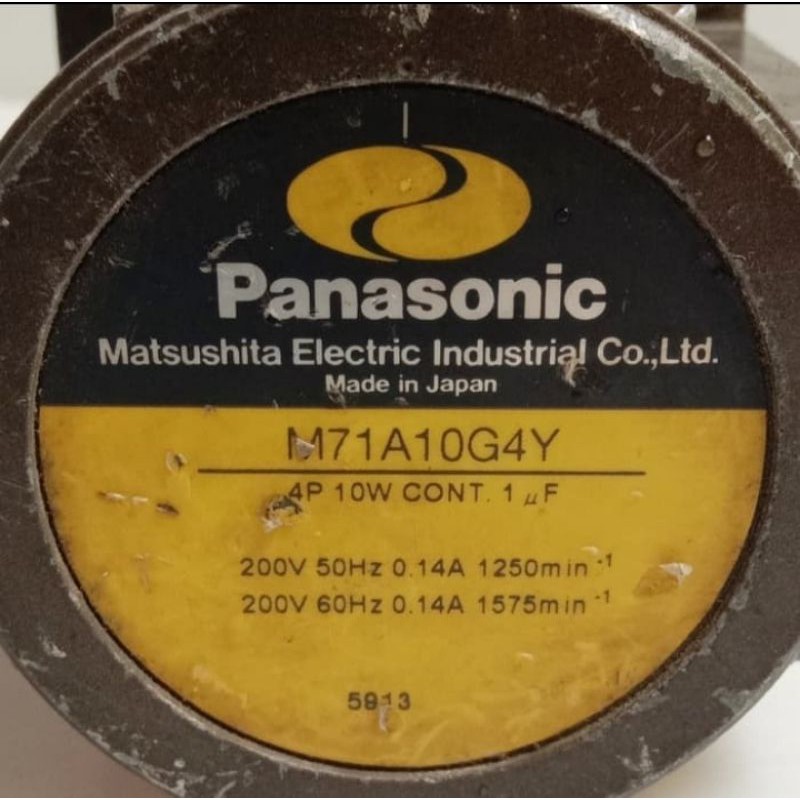 Panasonic
Matsushita Electric Industrial Co.,Ltd.
Made in Japan
M71A10G4Y
4P 10W CONT. 1 μF
200V 50Hz 0.14A 1250min⁻¹
200V 60Hz 0.14A 1575min⁻¹
5913